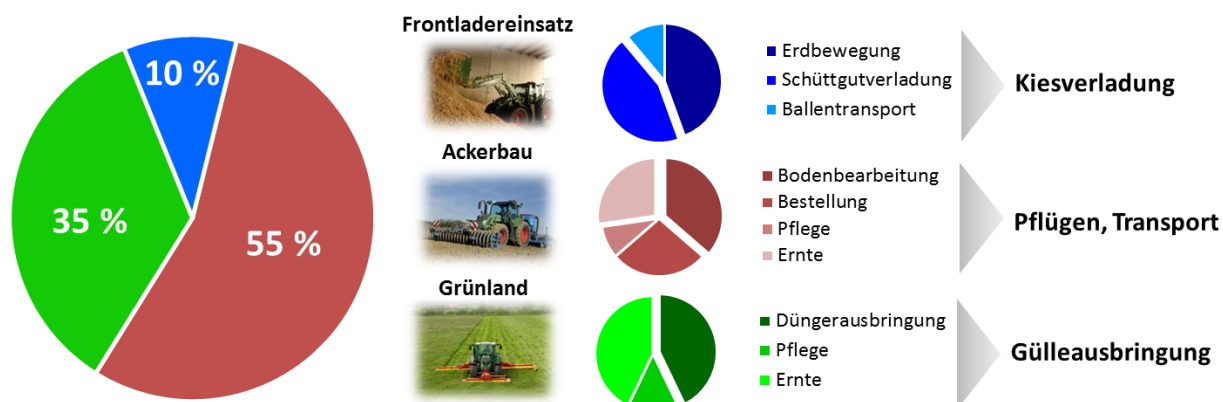 10 %
35 %
55 %
Frontladereinsatz
Erdbewegung
Schüttgutverladung
Ballentransport
Kiesverladung
Ackerbau
Bodenbearbeitung
Bestellung
Pflege
Ernte
Pflügen, Transport
Grünland
Düngerausbringung
Pflege
Ernte
Gülleausbringung